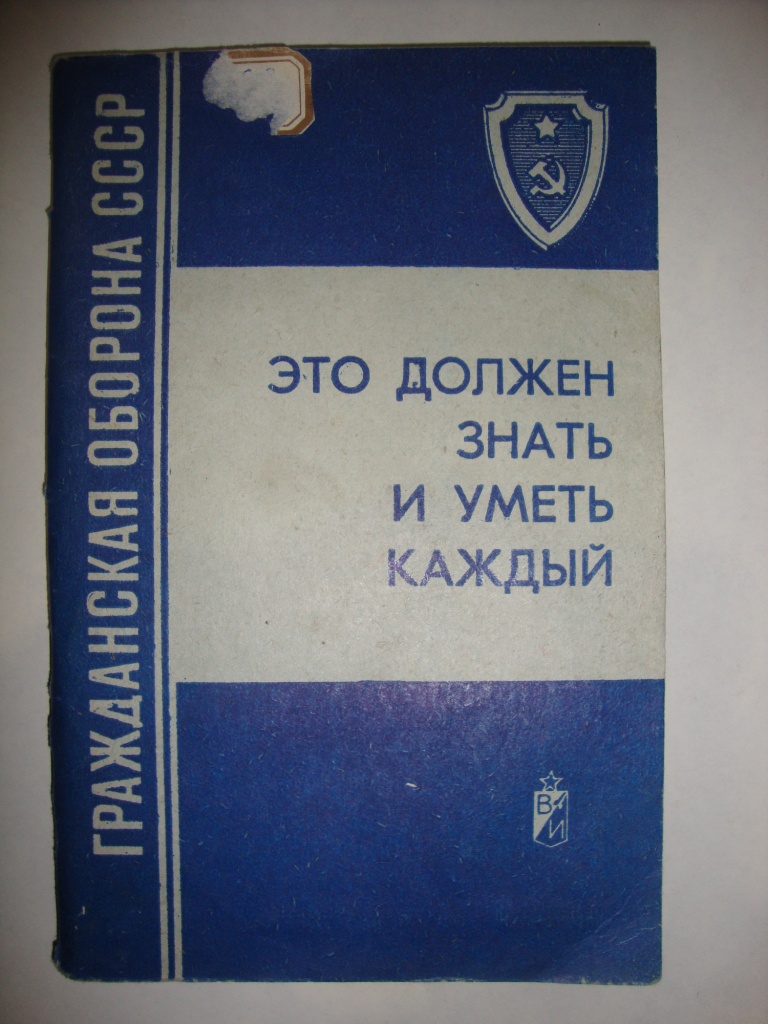 ГРАЖДАНСКАЯ ОБОРОНА СССР
ЭТО ДОЛЖЕН
ЗНАТЬ
И УМЕТЬ
КАЖДЫЙ
В
И